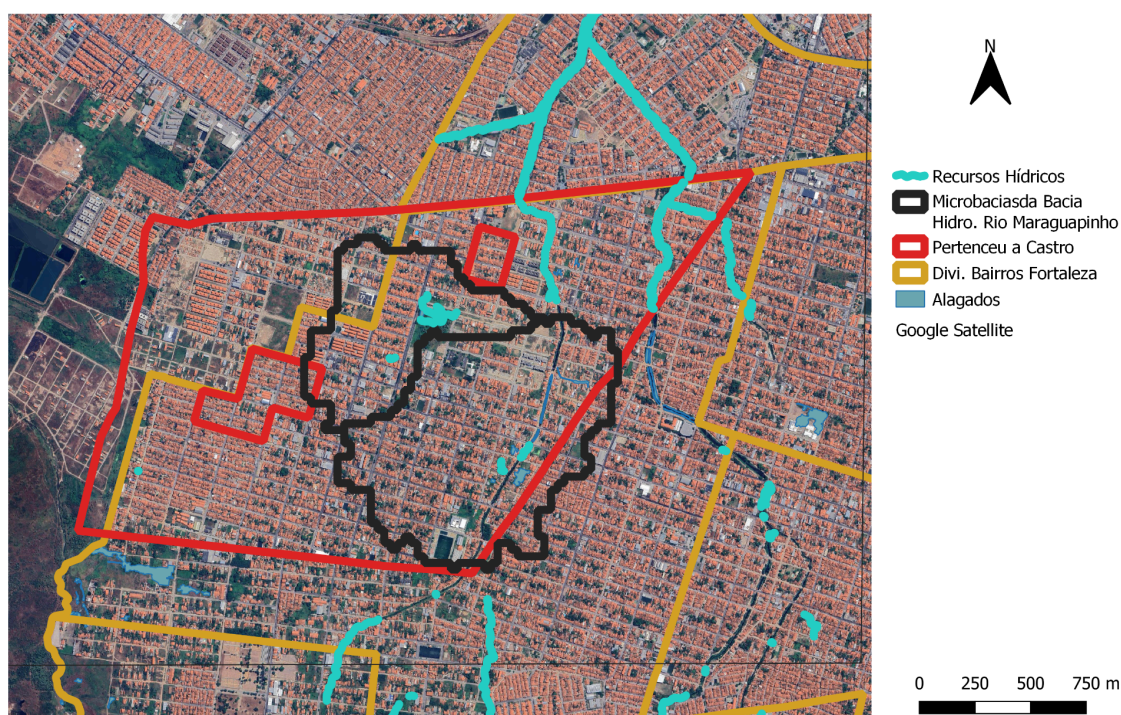 N
Recursos Hídricos
Microbaciasda Bacia
Hidro. Rio Maraguapinho
Pertenceu a Castro
Divi. Bairros Fortaleza
Alagados
Google Satellite
0 250 500 750 m